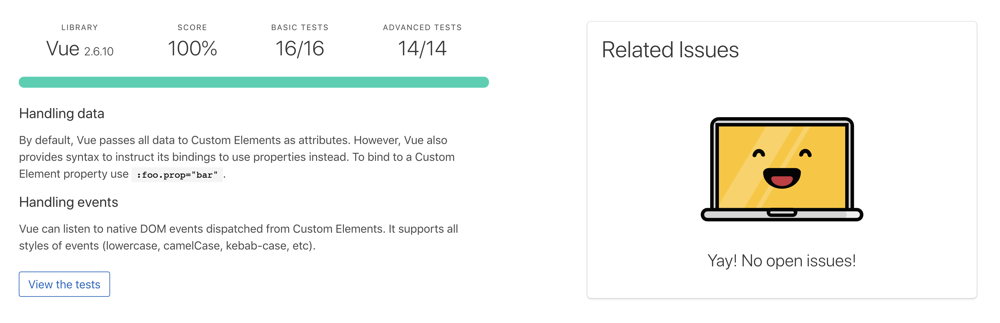 LIBRARY
Vue 2.6.10
SCORE
100%
BASIC TESTS
16/16
ADVANCED TESTS
14/14
Handling data
By default, Vue passes all data to Custom Elements as attributes. However, Vue also
provides syntax to instruct its bindings to use properties instead. To bind to a Custom
Element property use :foo.prop="bar" .
Handling events
Vue can listen to native DOM events dispatched from Custom Elements. It supports all
styles of events (lowercase, camelCase, kebab-case, etc).
View the tests
Related Issues
Yay! No open issues!